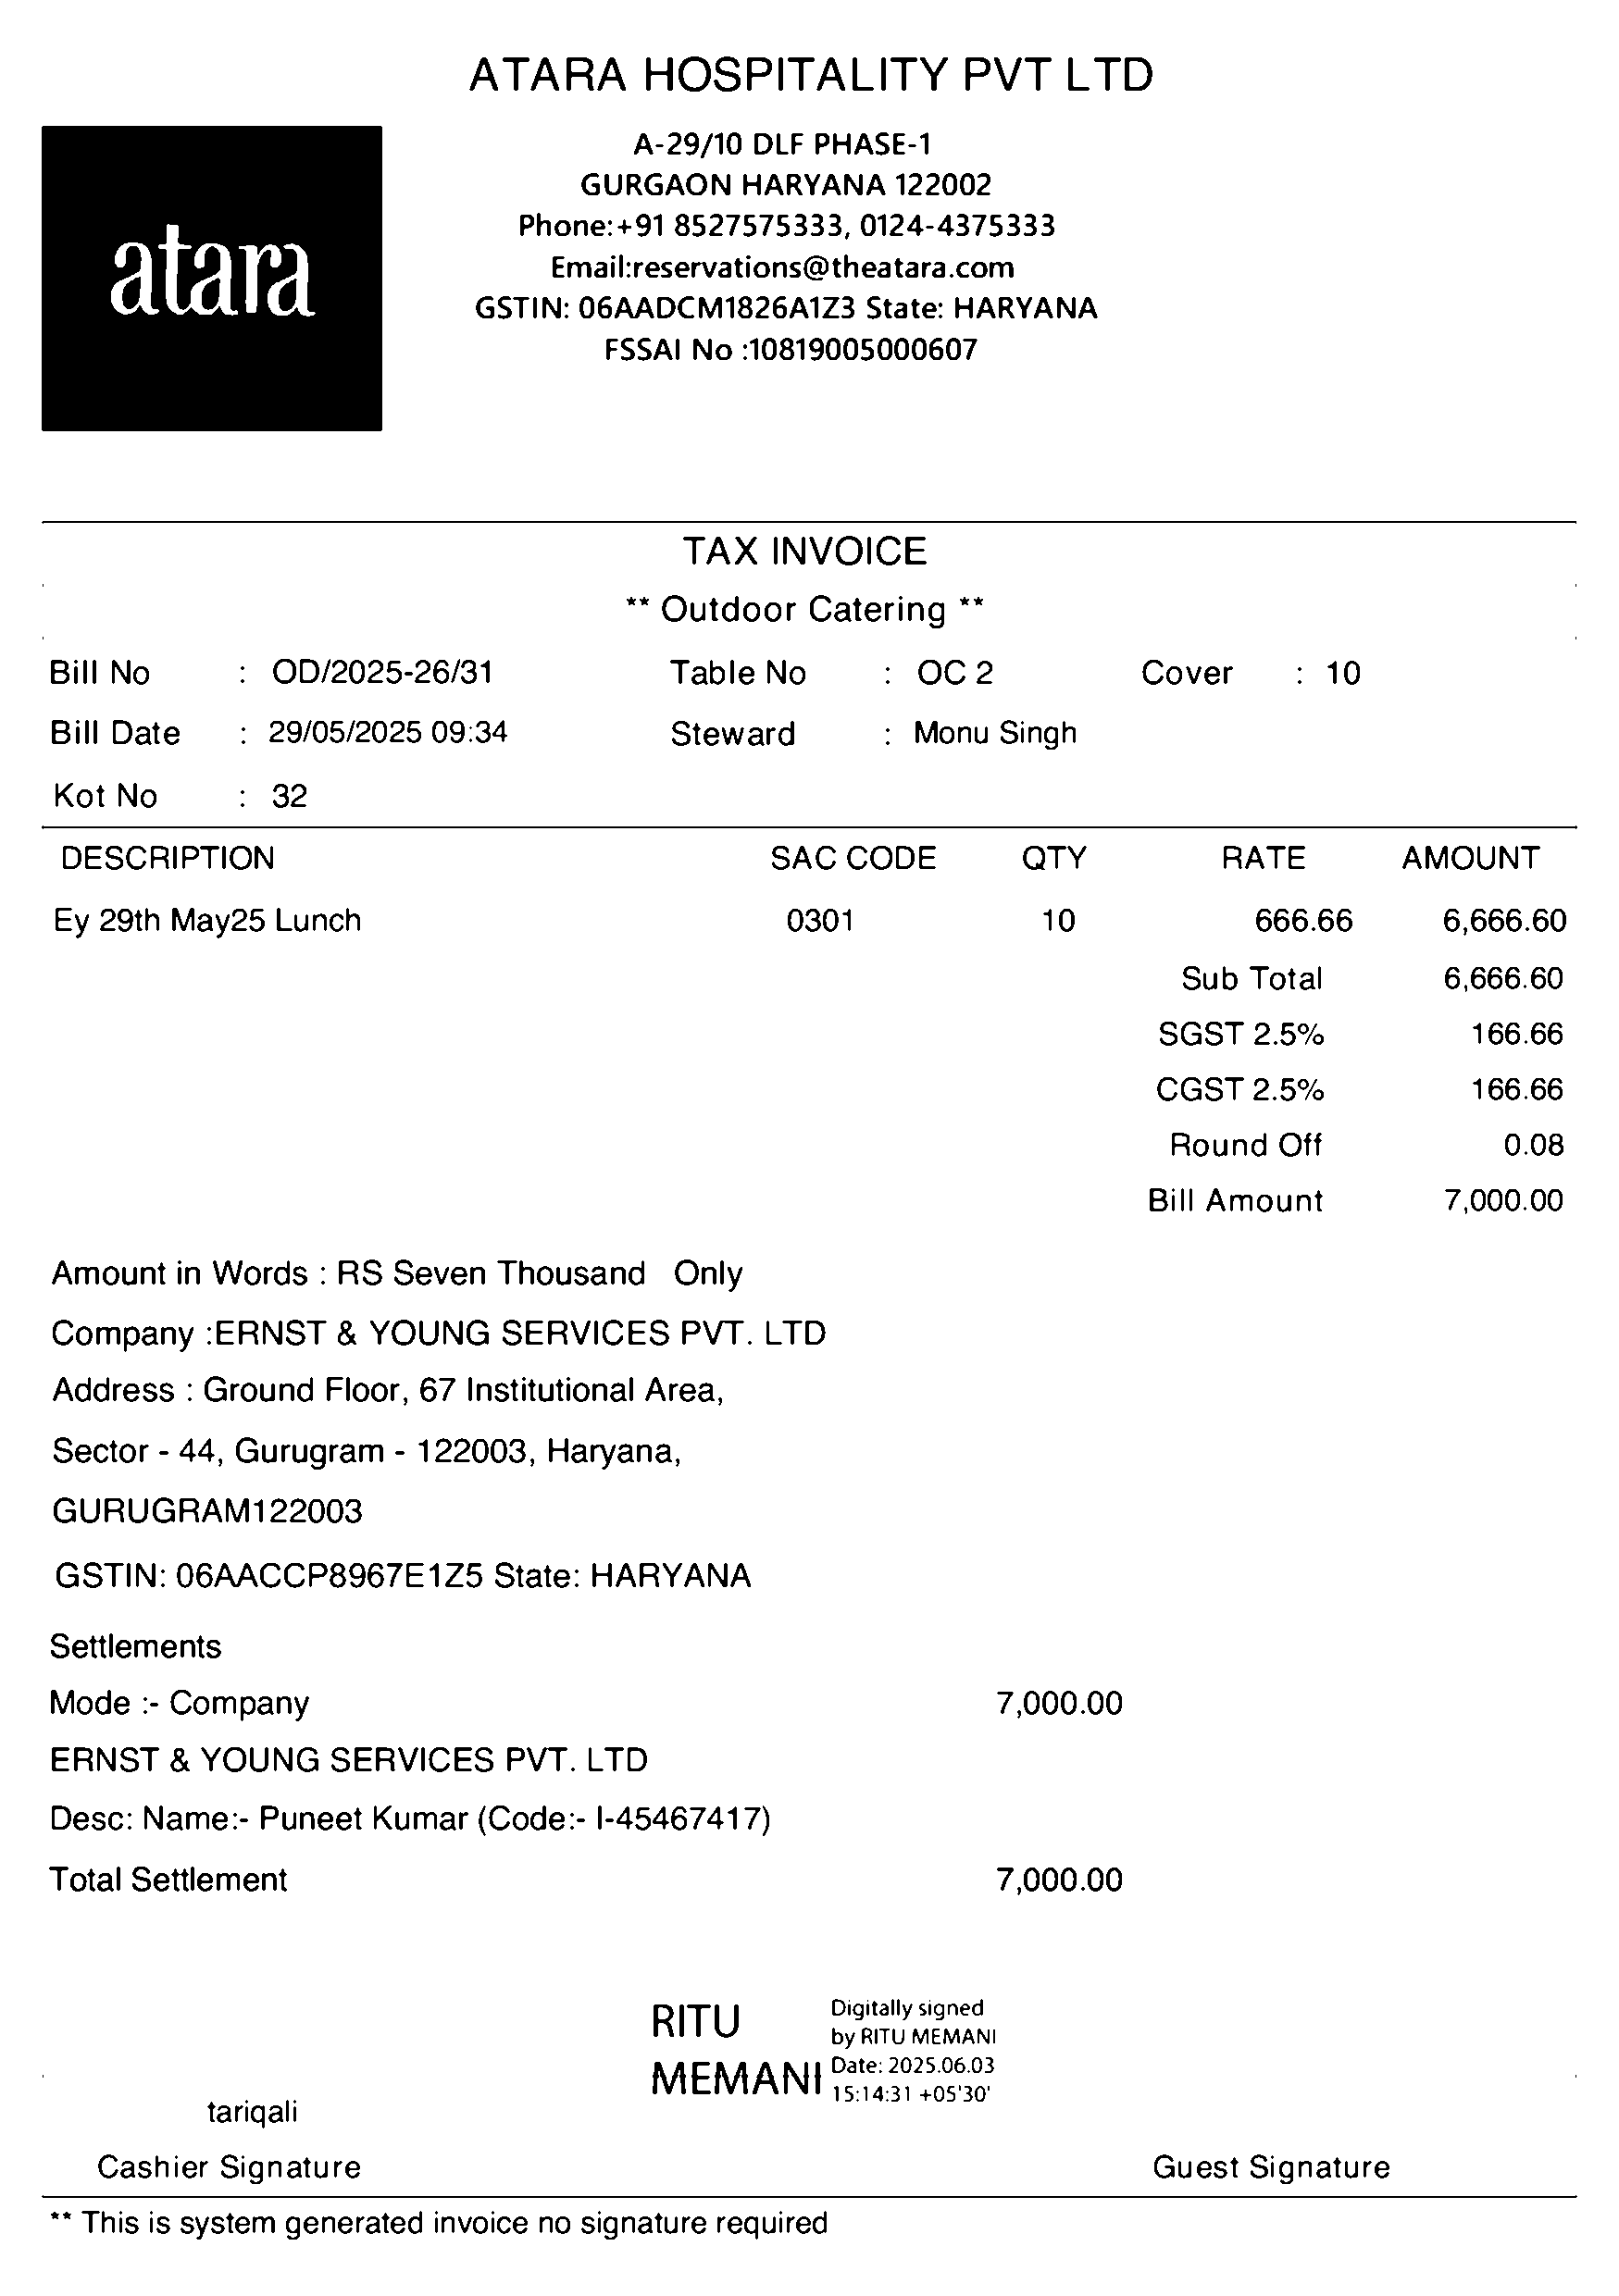 ATARA HOSPITALITY PVT LTD
atara
A-29/10 DLF PHASE-1
GURGAON HARYANA 122002
Phone:+91 8527575333, 0124-4375333
Email:reservations@theatara.com
GSTIN: 06AADCM1826A1Z3 State: HARYANA
FSSAI No :10819005000607
TAX INVOICE
** Outdoor Catering **
Bill No : OD/2025-26/31 Table No : OC 2 Cover : 10
Bill Date : 29/05/2025 09:34 Steward : Monu Singh
Kot No : 32
DESCRIPTION SAC CODE QTY RATE AMOUNT
Ey 29th May25 Lunch 0301 10 666.66 6,666.60
Sub Total 6,666.60
SGST 2.5% 166.66
CGST 2.5% 166.66
Round Off 0.08
Bill Amount 7,000.00
Amount in Words : RS Seven Thousand Only
Company :ERNST & YOUNG SERVICES PVT. LTD
Address : Ground Floor, 67 Institutional Area,
Sector - 44, Gurugram - 122003, Haryana,
GURUGRAM122003
GSTIN: 06AACCP8967E1Z5 State: HARYANA
Settlements
Mode :- Company 7,000.00
ERNST & YOUNG SERVICES PVT. LTD
Desc: Name:- Puneet Kumar (Code:- I-45467417)
Total Settlement 7,000.00
RITU
MEMANI
Digitally signed
by RITU MEMANI
Date: 2025.06.03
15:14:31 +05'30'
tariqali
Cashier Signature Guest Signature
** This is system generated invoice no signature required